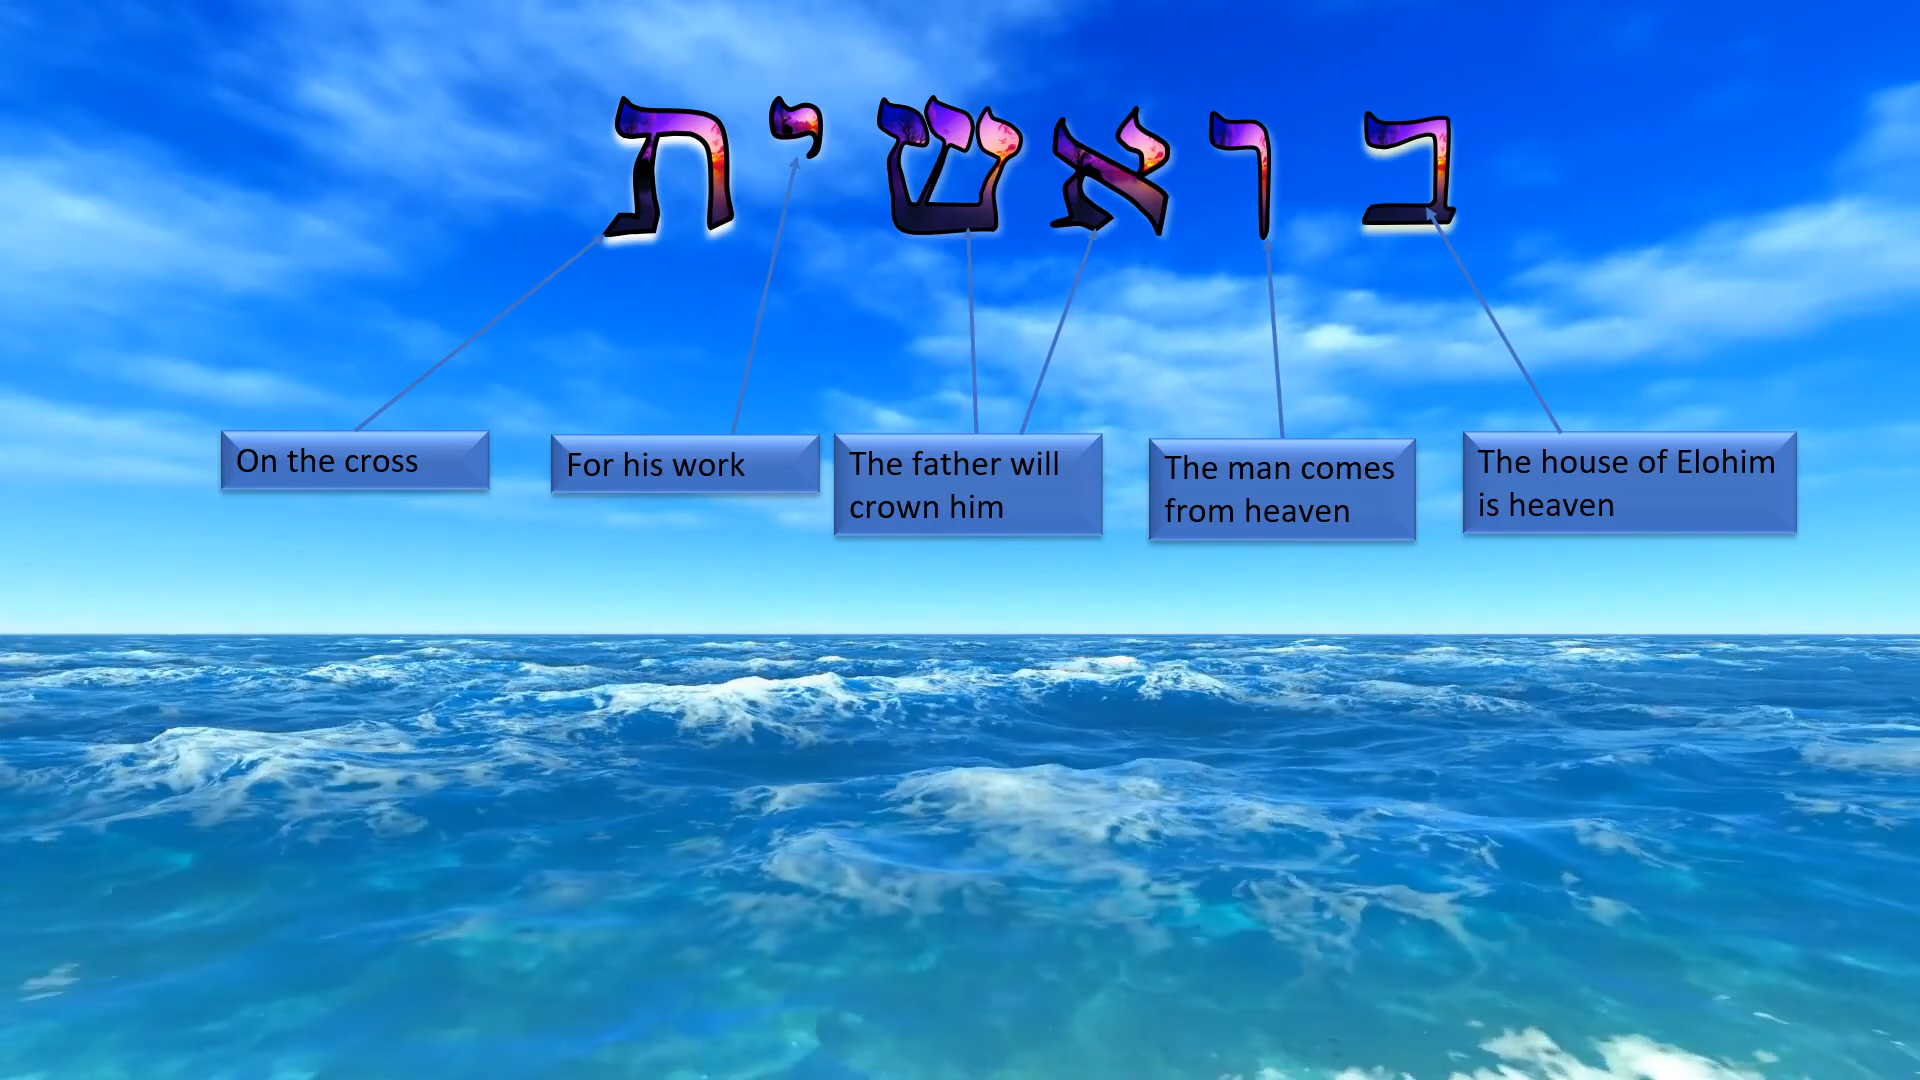 ב ו א ש י ת
The house of Elohim
is heaven
The man comes
from heaven
The father will
crown him
For his work
On the cross